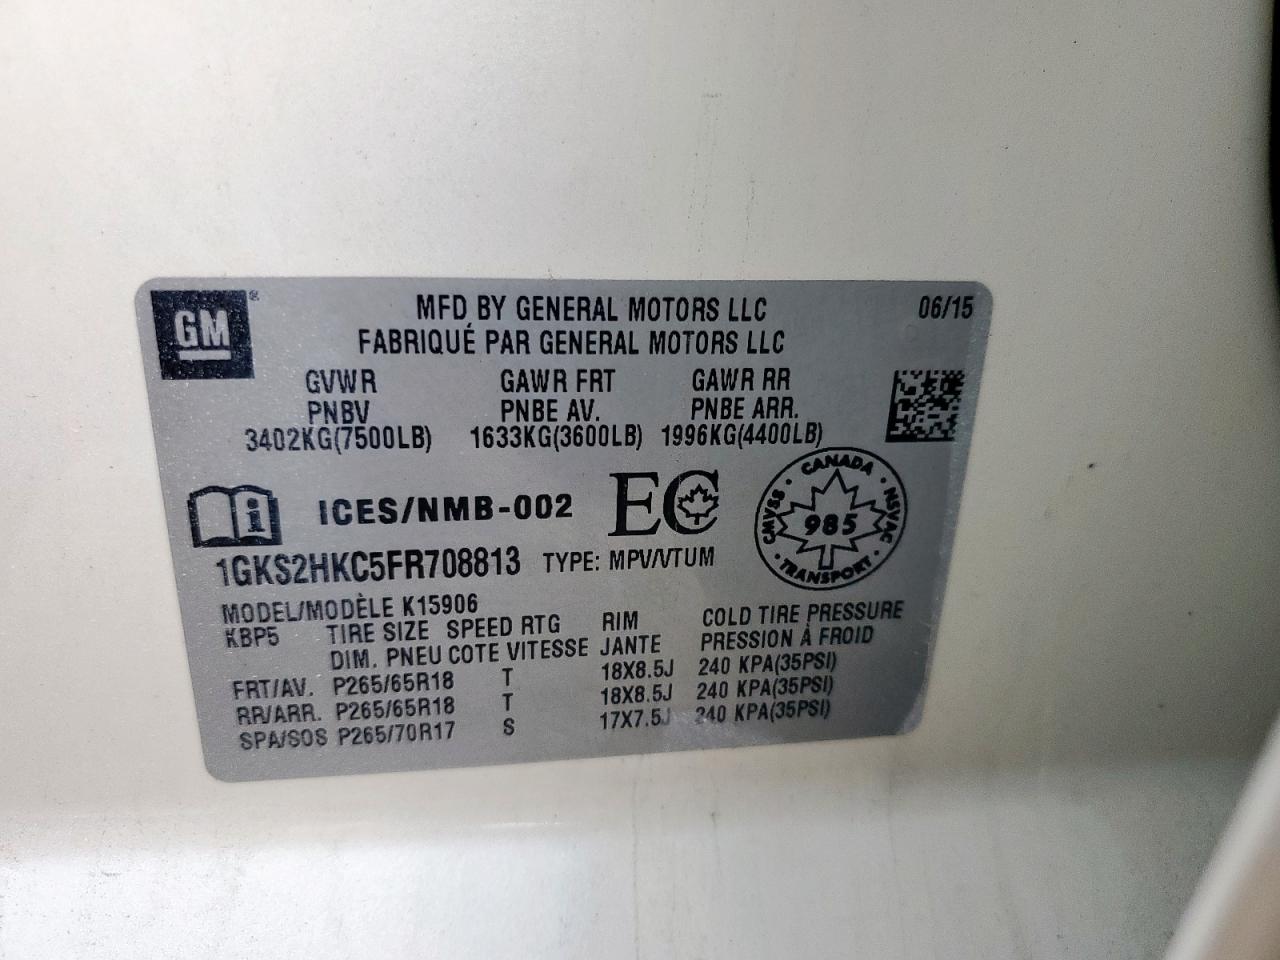 GM®
MFD BY GENERAL MOTORS LLC 06/15
FABRIQUÉ PAR GENERAL MOTORS LLC
GVWR GAWR FRT GAWR RR
PNBV PNBE AV. PNBE ARR.
3402KG(7500LB) 1633KG(3600LB) 1996KG(4400LB)
i ICES/NMB-002 EC
CANADA
CMVSS 985 NSVAC
TRANSPORT
1GKS2HKC5FR708813 TYPE: MPV/VTUM
MODEL/MODÈLE K15906
KBP5 TIRE SIZE SPEED RTG RIM COLD TIRE PRESSURE
DIM. PNEU COTE VITESSE JANTE PRESSION À FROID
FRT/AV. P265/65R18 T 18X8.5J 240 KPA(35PSI)
RR/ARR. P265/65R18 T 18X8.5J 240 KPA(35PSI)
SPA/SOS P265/70R17 S 17X7.5J 240 KPA(35PSI)